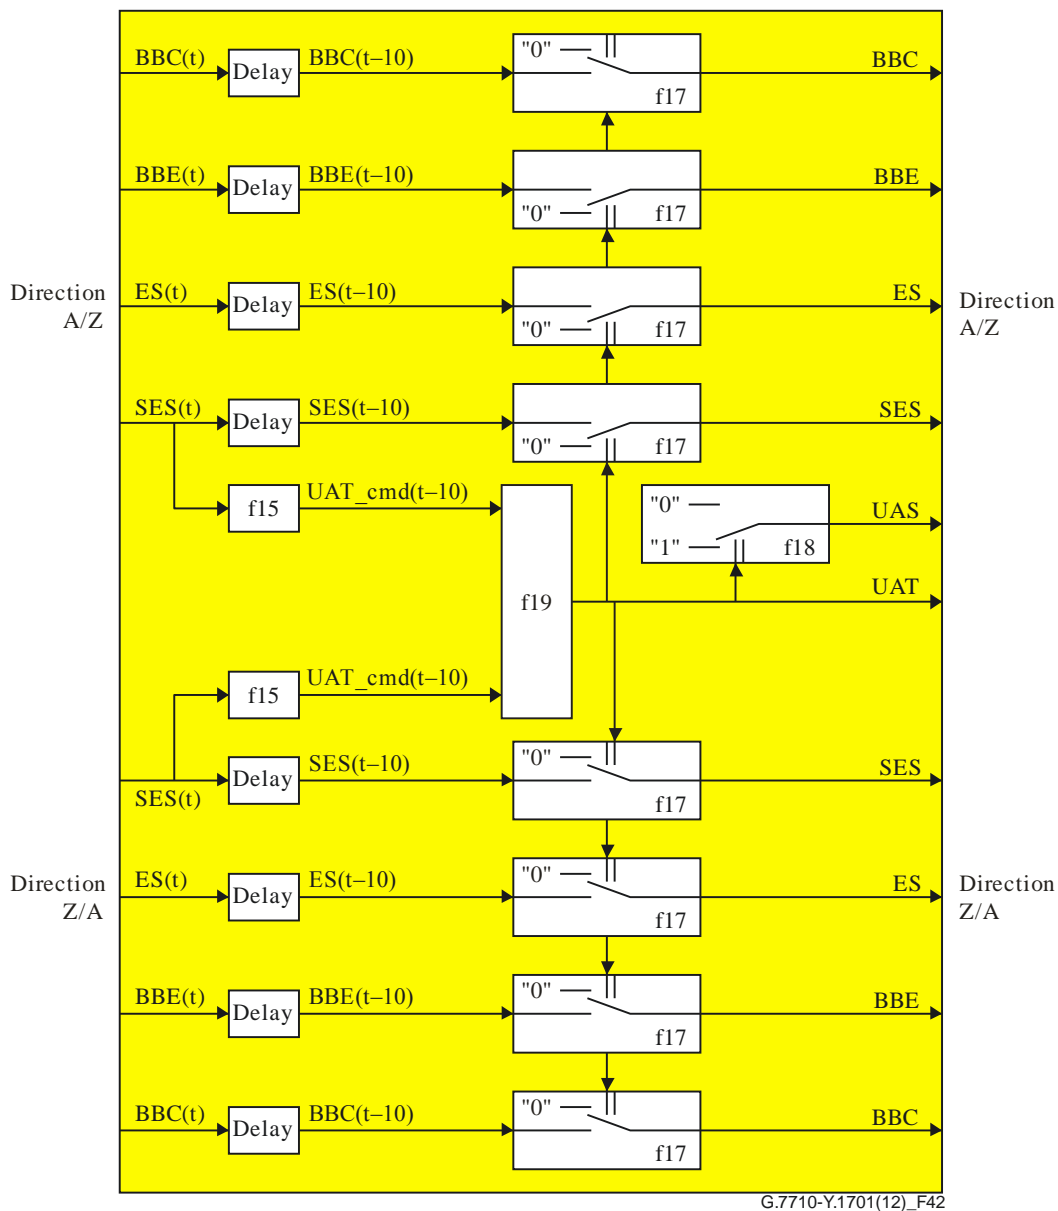 BBC(t) Delay BBC(t–10) "0" f17 BBC
BBE(t) Delay BBE(t–10) "0" f17 BBE
Direction
A/Z
ES(t) Delay ES(t–10) "0" f17 ES
Direction
A/Z
SES(t) Delay SES(t–10) "0" f17 SES
f15 UAT_cmd(t–10)
"0" UAS
"1" f18
f19 UAT
f15 UAT_cmd(t–10)
SES(t) Delay SES(t–10) "0" f17 SES
Direction
Z/A
ES(t) Delay ES(t–10) "0" f17 ES
Direction
Z/A
BBE(t) Delay BBE(t–10) "0" f17 BBE
BBC(t) Delay BBC(t–10) "0" f17 BBC
G.7710-Y.1701(12)_F42